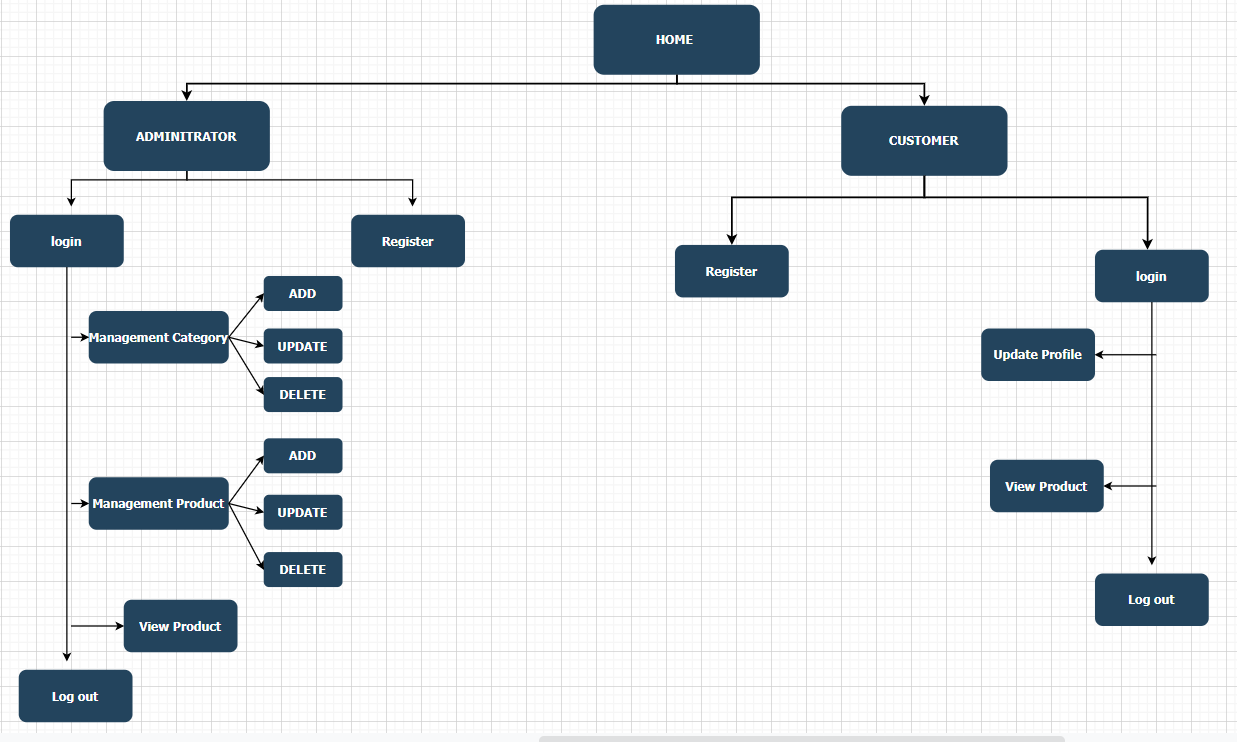 HOME
ADMINITRATOR
CUSTOMER
login
Register
Register
login
ADD
Management Category
UPDATE
DELETE
Update Profile
ADD
Management Product
UPDATE
DELETE
View Product
View Product
Log out
Log out